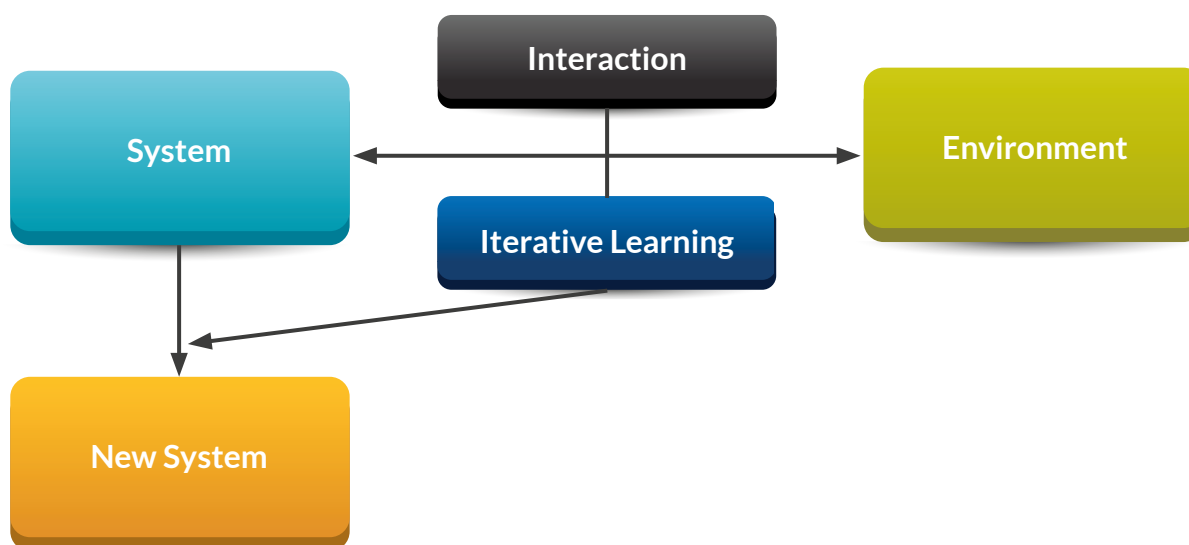 Interaction
System
Environment
Iterative Learning
New System